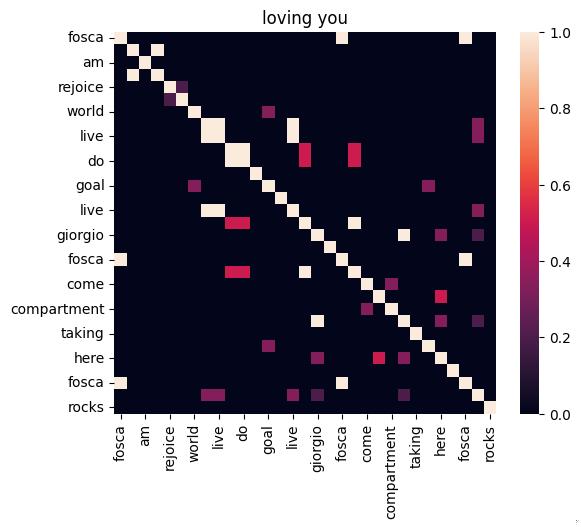 loving you
fosca
am
rejoice
world
live
do
goal
live
giorgio
fosca
come
compartment
taking
here
fosca
rocks
fosca
am
rejoice
world
live
do
goal
live
giorgio
fosca
come
compartment
taking
here
fosca
rocks
1.0
0.8
0.6
0.4
0.2
0.0